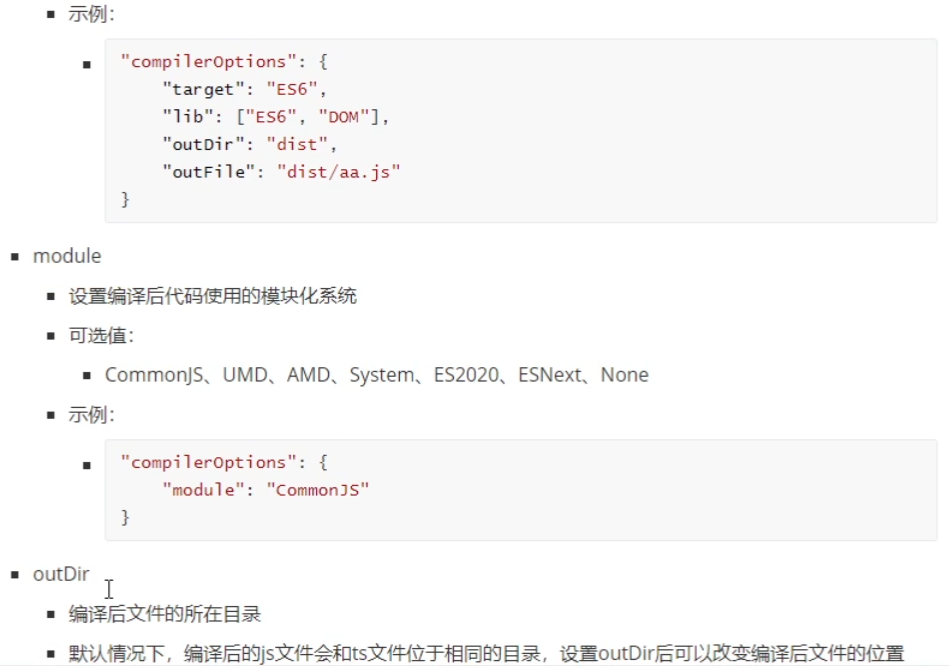 示例：
"compilerOptions": {
    "target": "ES6",
    "lib": ["ES6", "DOM"],
    "outDir": "dist",
    "outFile": "dist/aa.js"
}
module
设置编译后代码使用的模块化系统
可选值：
CommonJS、UMD、AMD、System、ES2020、ESNext、None
示例：
"compilerOptions": {
    "module": "CommonJS"
}
outDir
编译后文件的所在目录
默认情况下，编译后的js文件会和ts文件位于相同的目录，设置outDir后可以改变编译后文件的位置